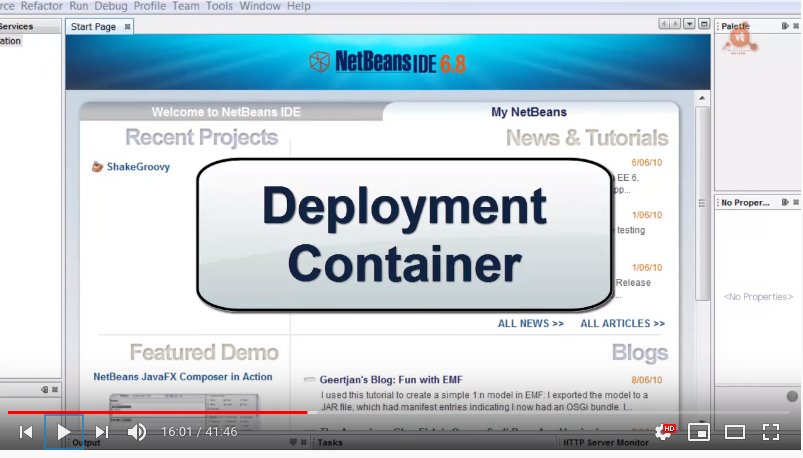 rce Refactor Run Debug Profile Team Tools Window Help
Services
Start Page
Palette
ation
vt
NetBeans IDE 6.8
Welcome to NetBeans IDE
My NetBeans
Recent Projects
News & Tutorials
ShakeGroovy
6/06/10
EE 6,
pp...
Deployment
Container
No Proper...
1/06/10
testing
1/06/10
Release
<No Properties>
ALL NEWS >>
ALL ARTICLES >>
Featured Demo
Blogs
NetBeans JavaFX Composer in Action
Geertjan's Blog: Fun with EMF
8/06/10
I used this tutorial to create a simple 1:n model in EMF: I exported the model to a
JAR file, which had manifest entries indicating I now had an OSGi bundle. I...
16:01 / 41:46
HD
Output
Tasks
HTTP Server Monitor